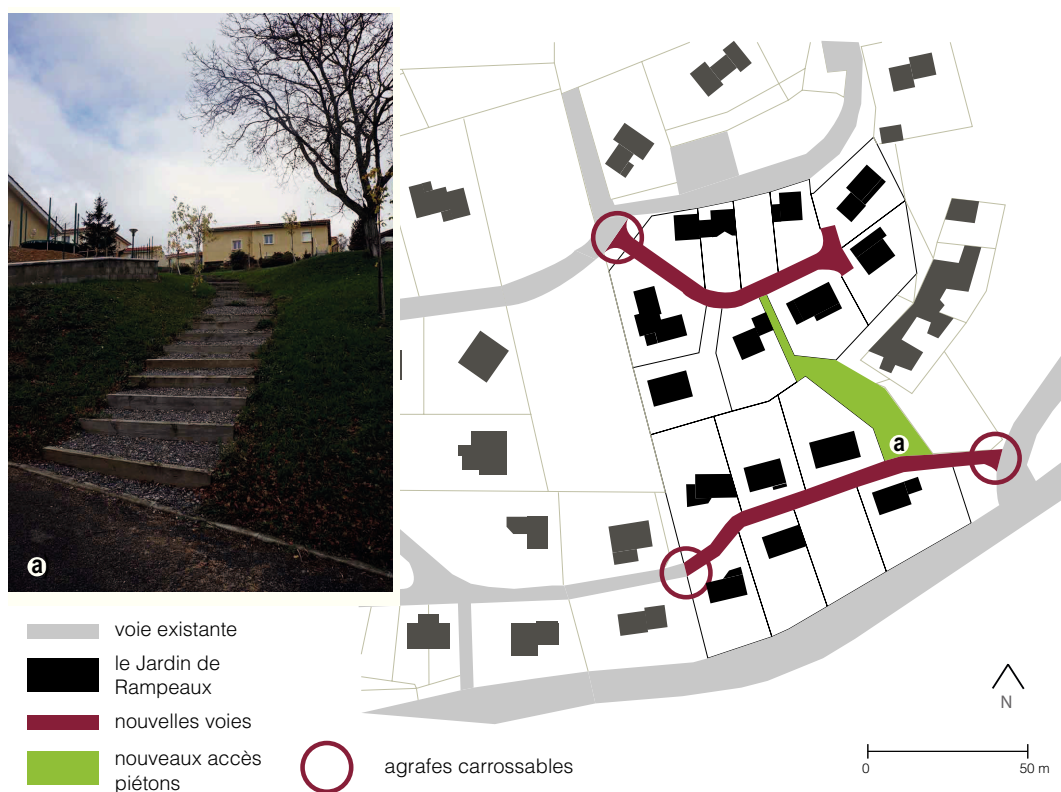 a
a
voie existante
le Jardin de
Rampeaux
nouvelles voies
nouveaux accès
piétons
agrafes carrossables
N
0
50 m